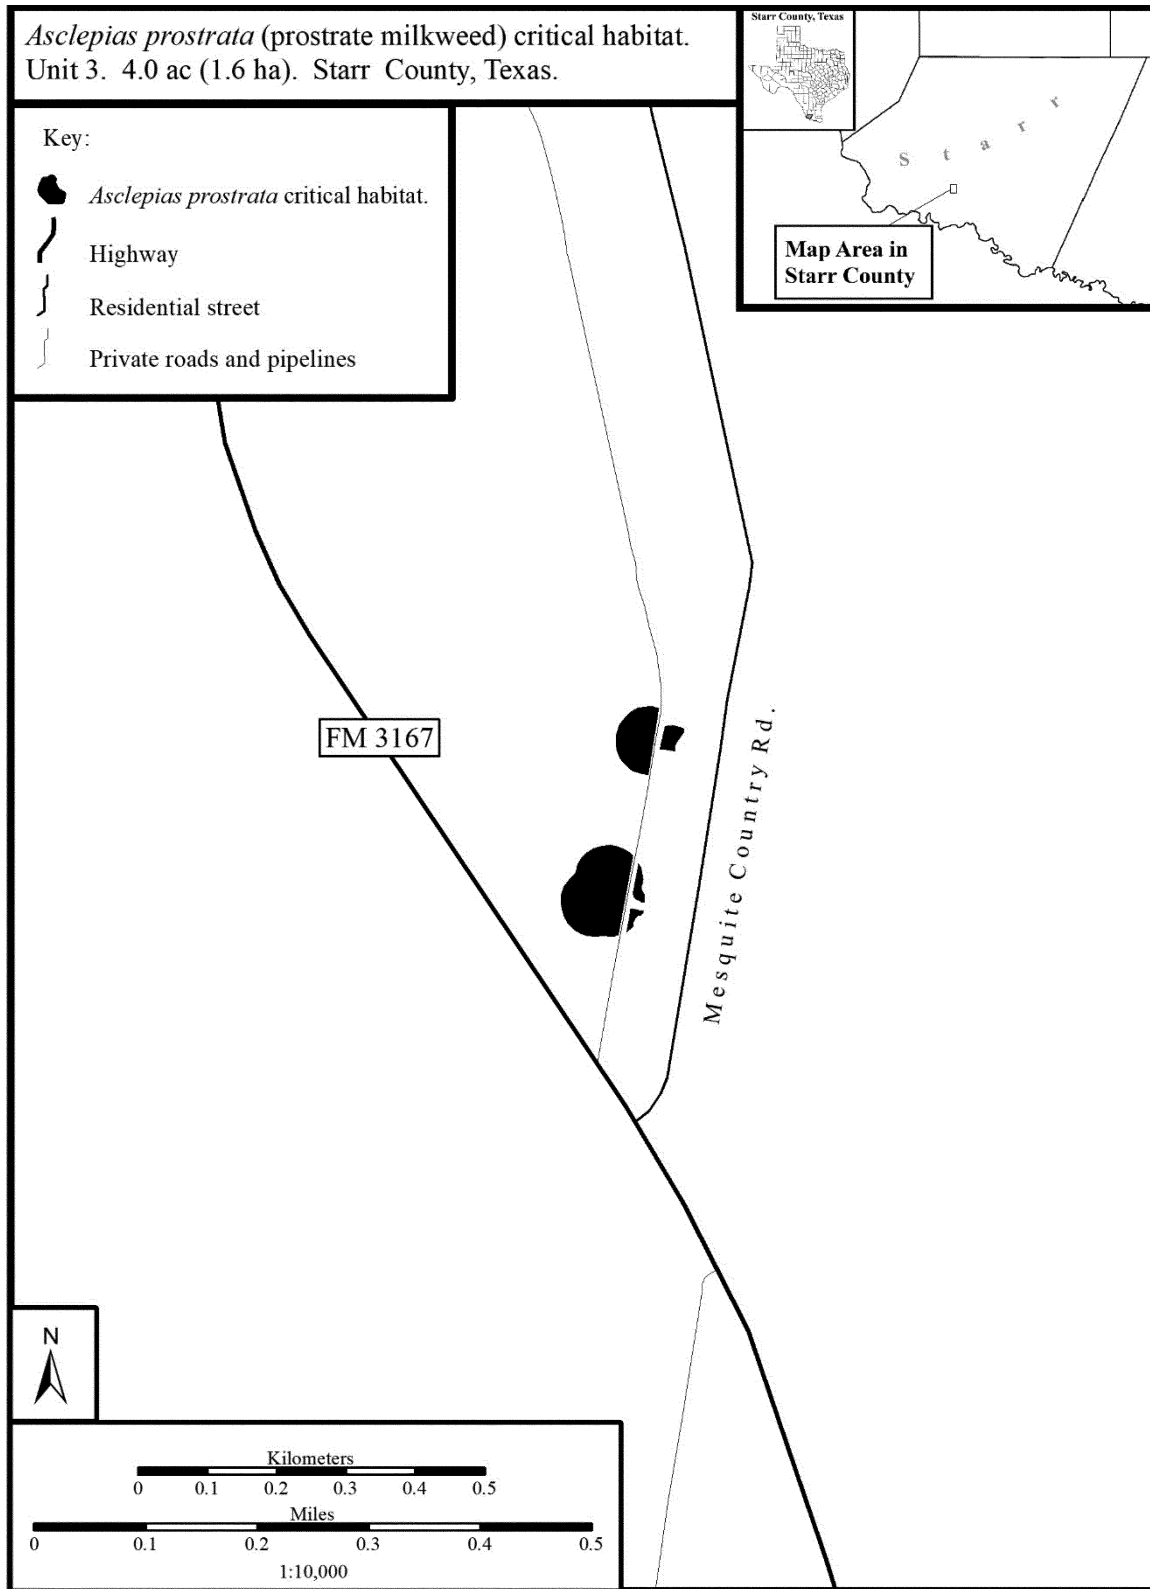 Asclepias prostrata (prostrate milkweed) critical habitat.
Unit 3. 4.0 ac (1.6 ha). Starr County, Texas.
Starr County, Texas
S t a r r
Map Area in
Starr County
Key:
Asclepias prostrata critical habitat.
Highway
Residential street
Private roads and pipelines
FM 3167
Mesquite Country Rd.
N
Kilometers
0 0.1 0.2 0.3 0.4 0.5
Miles
0 0.1 0.2 0.3 0.4 0.5
1:10,000